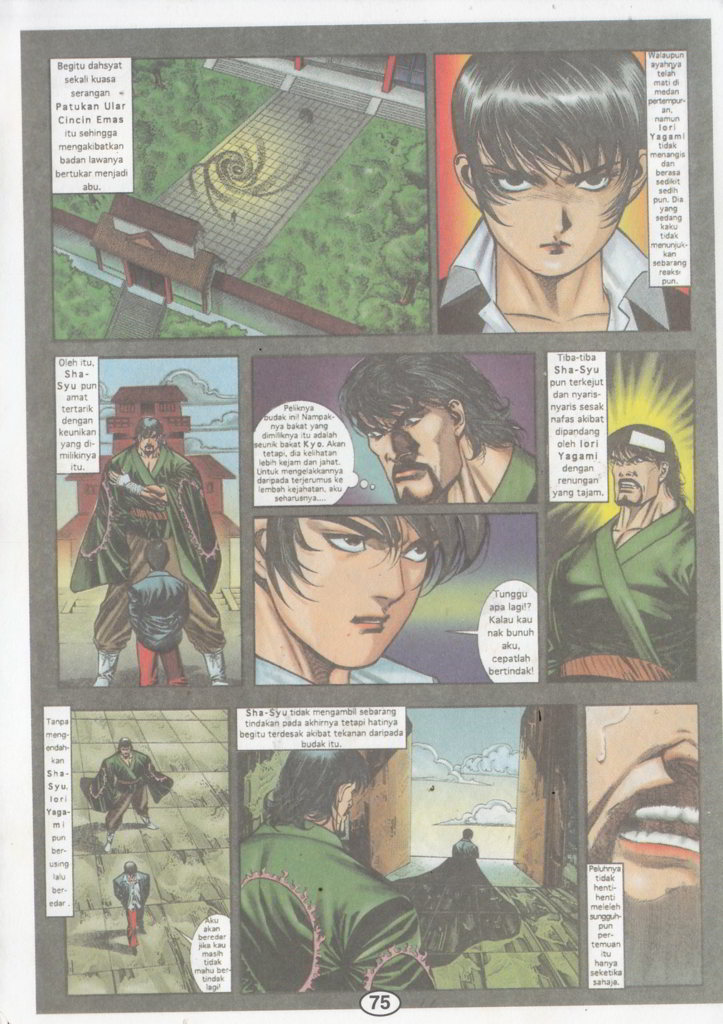 Begitu dahsyat
sekali kuasa
serangan
Patukan Ular
Cincin Emas
itu sehingga
mengakibatkan
badan lawanya
bertukar menjadi
abu.
Walaupun
ayahnya
telah
mati di
medan
pertempur-
an,
namun
Iori
Yagami
tidak
menangis
dan
berasa
sedikit
sedih
pun. Dia
yang
sedang
kaku
tidak
menunjuk-
kan
sebarang
reaksi
pun.
Oleh itu,
Sha-
Syu pun
amat
tertarik
dengan
keunikan
yang di-
milikinya
itu.
Peliknya
budak ini! Nampak-
nya bakat yang
dimiliknya itu adalah
seunik bakat Kyo. Akan
tetapi, dia kelihatan
lebih kejam dan jahat.
Untuk mengelakkannya
daripada terjerumus ke
lembah kejahatan, aku
seharusnya....
Tiba-tiba
Sha-Syu
pun terkejut
dan nyaris-
nyaris sesak
nafas akibat
dipandang
oleh Iori
Yagami
dengan
renungan
yang tajam.
Tunggu
apa lagi!?
Kalau kau
nak bunuh
aku,
cepatlah
bertindak!
Tanpa
meng-
endah-
kan
Sha-
Syu,
Iori
Yaga-
mi
pun
ber-
using
lalu
ber-
edar.
Aku
akan
beredar
jika kau
masih
tidak
mahu ber-
tindak
lagi!
Sha-Syu tidak mengambil sebarang
tindakan pada akhirnya tetapi hatinya
begitu terdesak akibat tekanan daripada
budak itu.
Peluhnya
tidak
henti-
henti
meleleh
sungguh-
pun
per-
temuan
itu
hanya
seketika
sahaja.
75